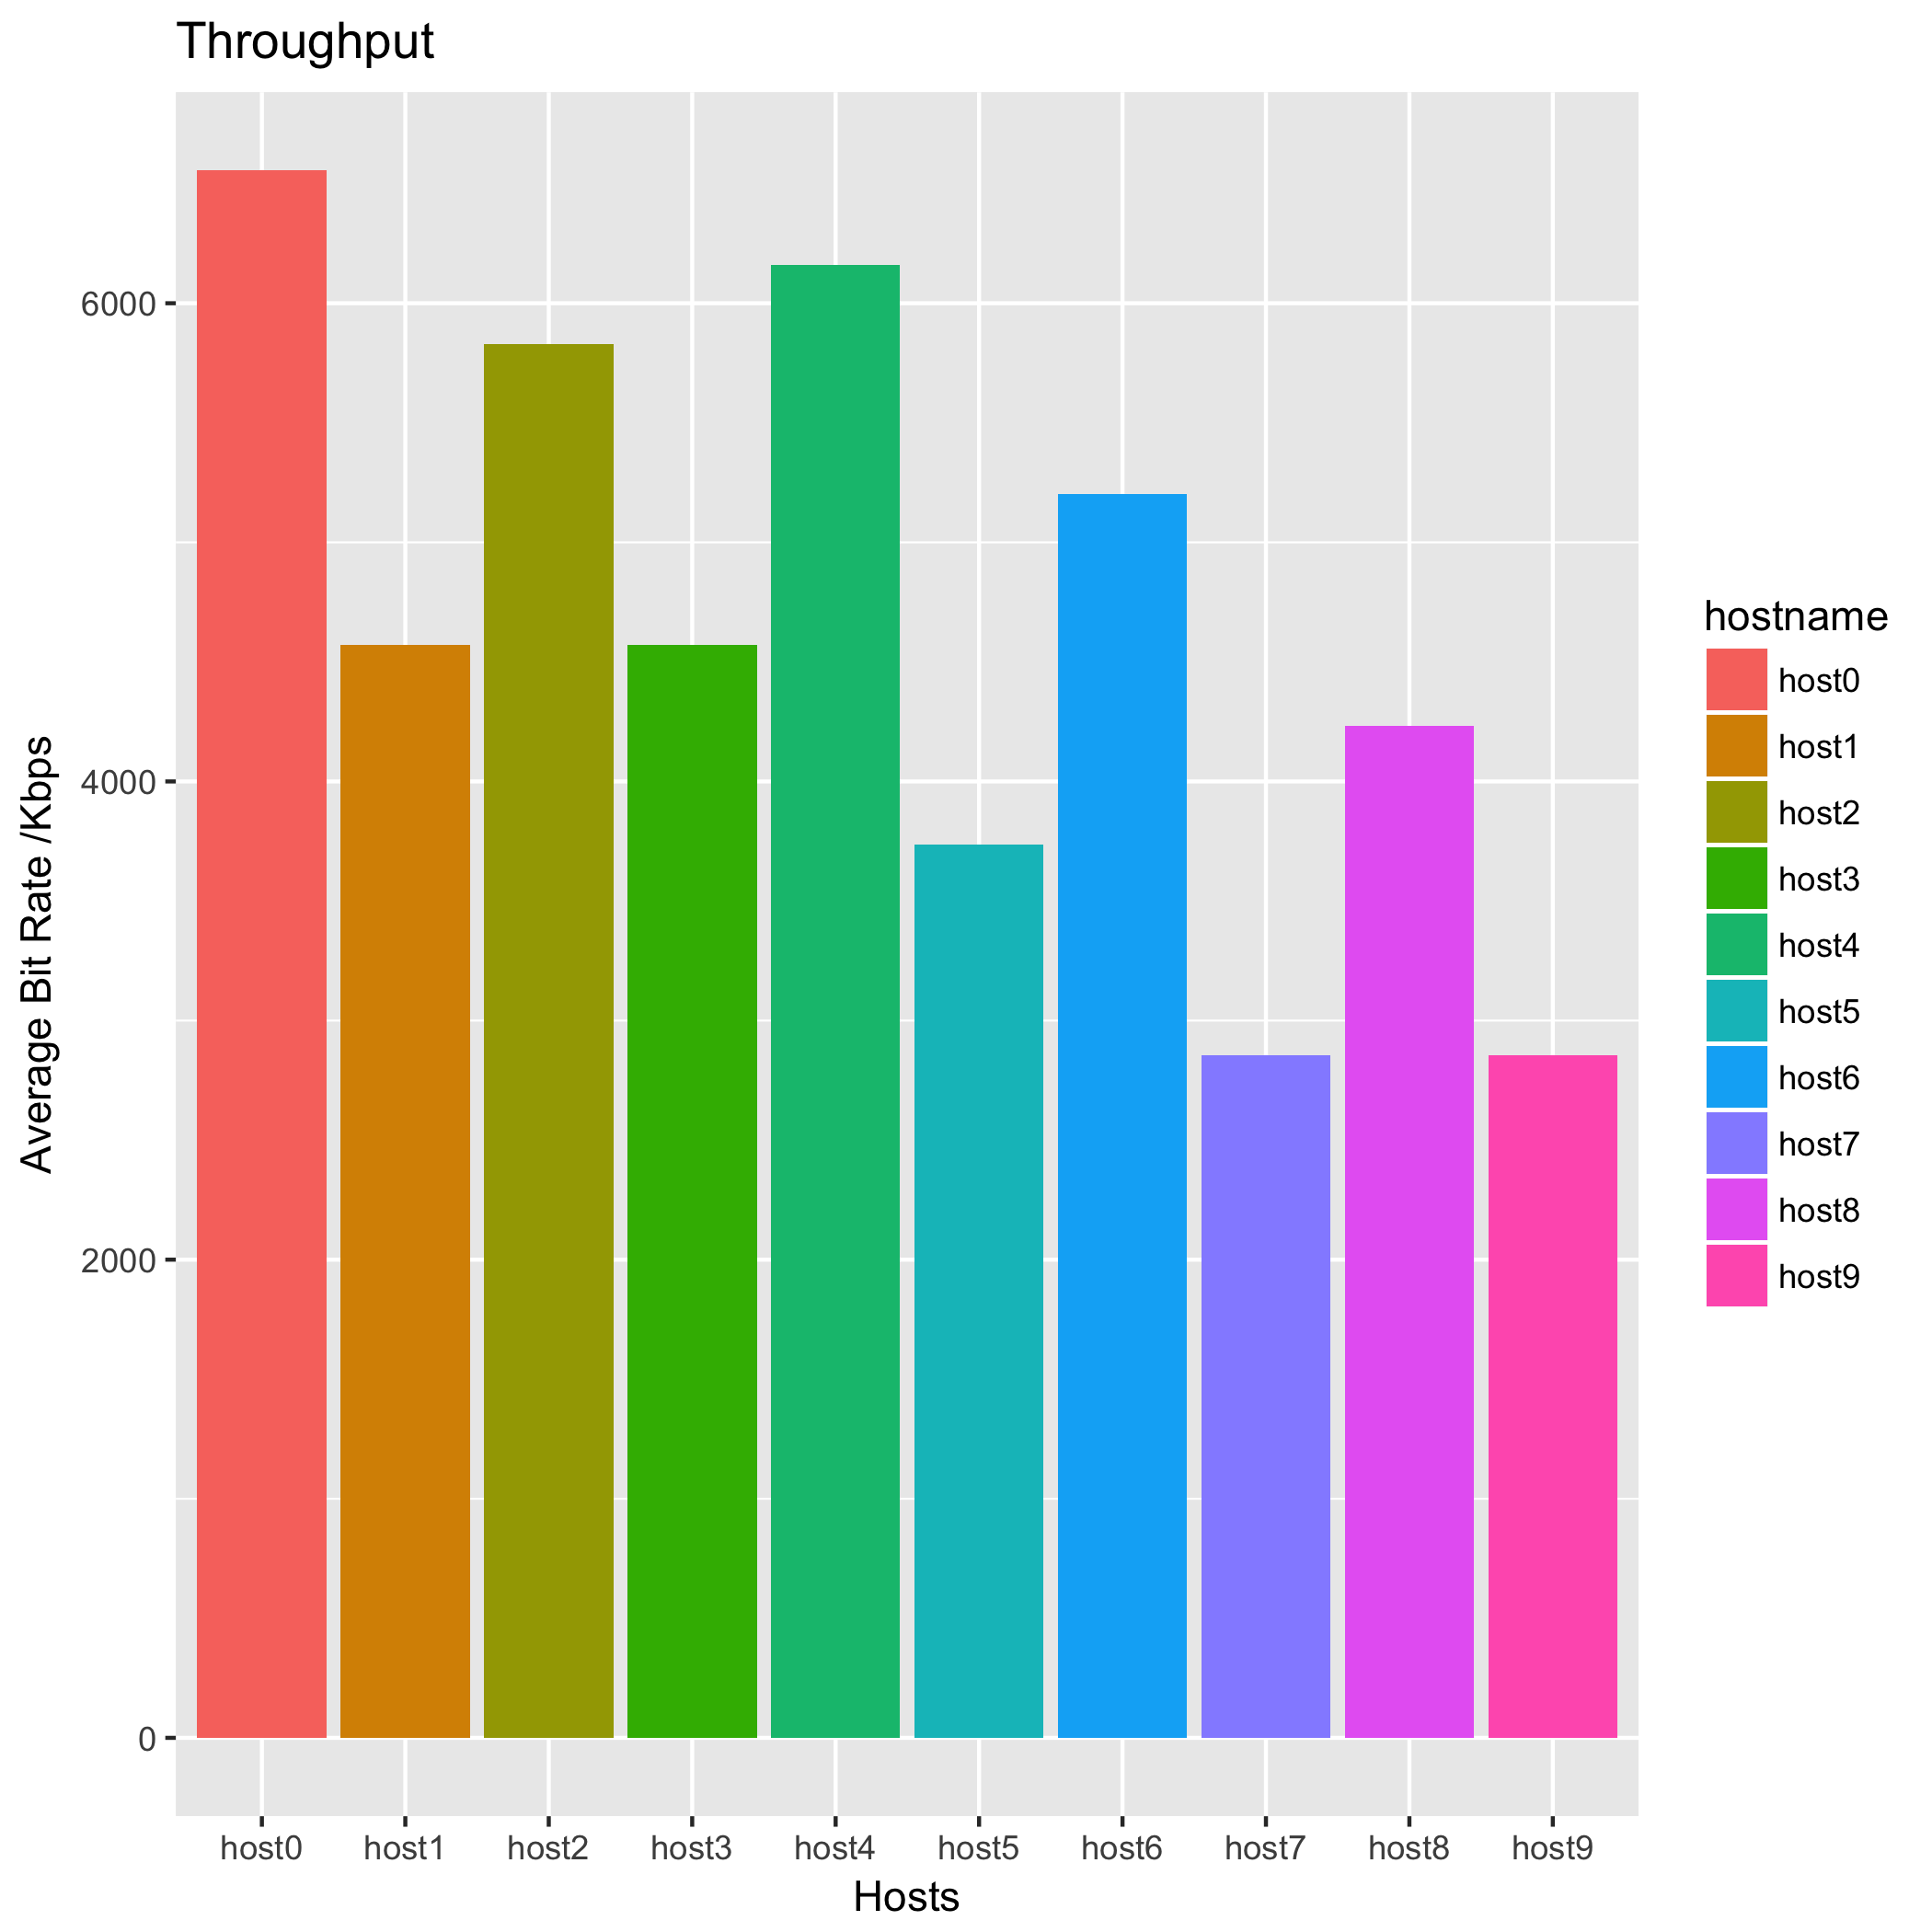 Throughput
Average Bit Rate /Kbps
6000
4000
2000
0
host0 host1 host2 host3 host4 host5 host6 host7 host8 host9
Hosts
hostname
host0
host1
host2
host3
host4
host5
host6
host7
host8
host9